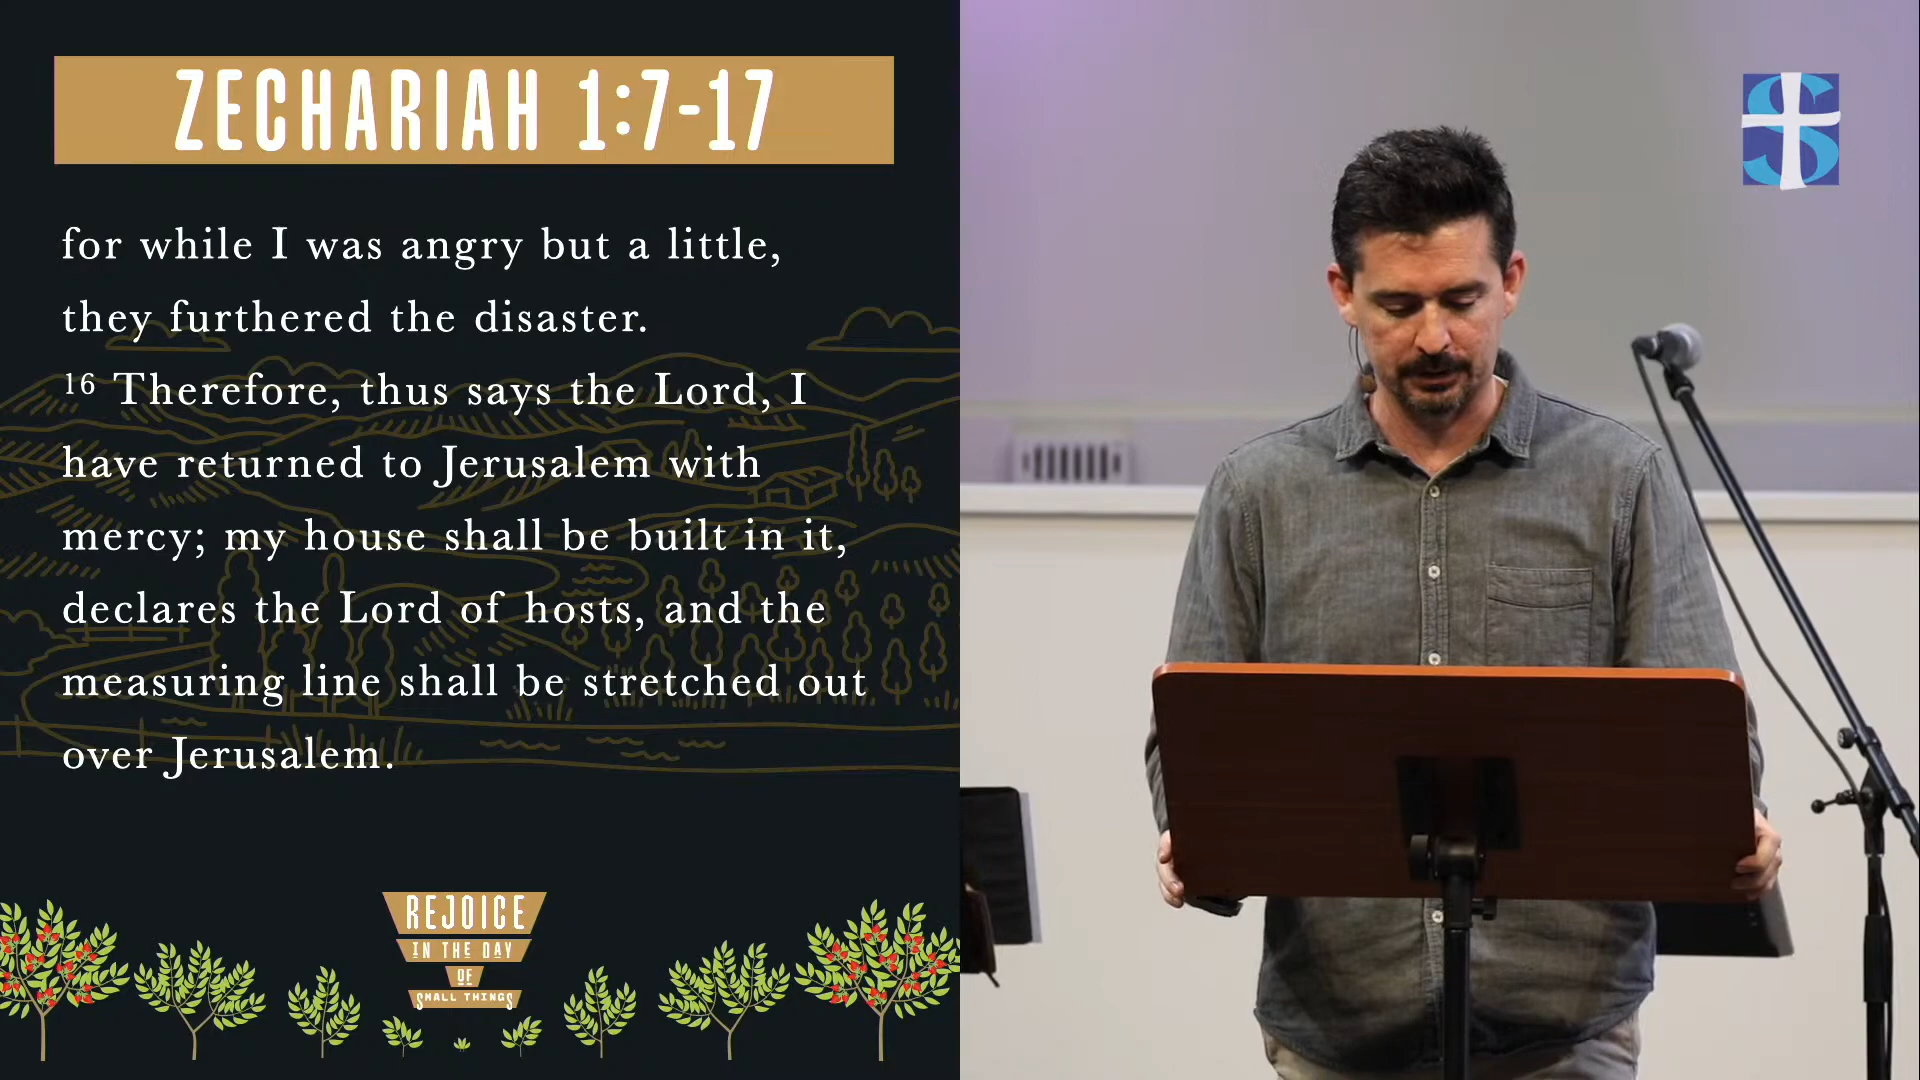 ZECHARIAH 1:7-17
for while I was angry but a little,
they furthered the disaster.
16 Therefore, thus says the Lord, I
have returned to Jerusalem with
mercy; my house shall be built in it,
declares the Lord of hosts, and the
measuring line shall be stretched out
over Jerusalem.
REJOICE
IN THE DAY
OF
SMALL THINGS
S